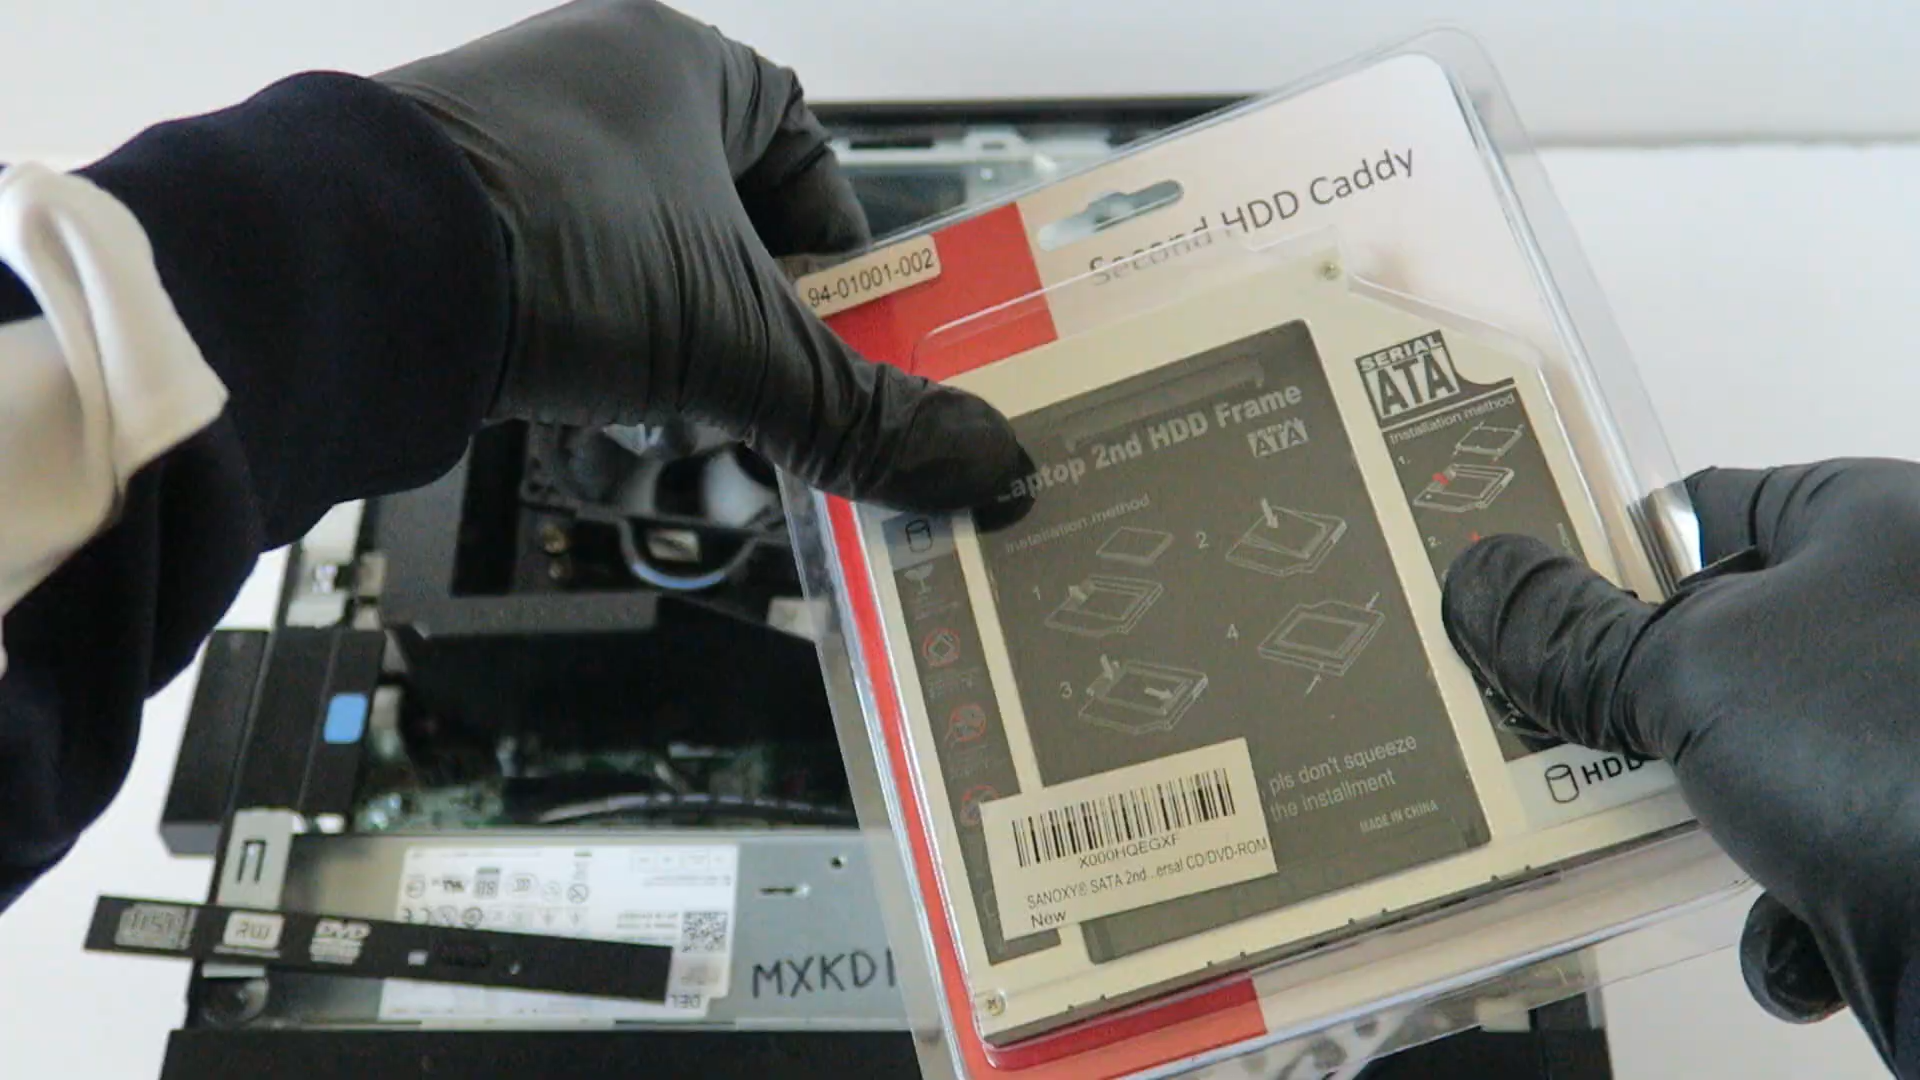 Second HDD Caddy
94-01001-002
SERIAL
ATA
Installation method
1.
2.
4
Laptop 2nd HDD Frame
ATA
Installation method
1
2
3
4
pls don't squeeze
the installment
MADE IN CHINA
HDD
X000HQEGXF
SANOXY® SATA 2nd...ersal CD/DVD-ROM
New
RW
MXKD1